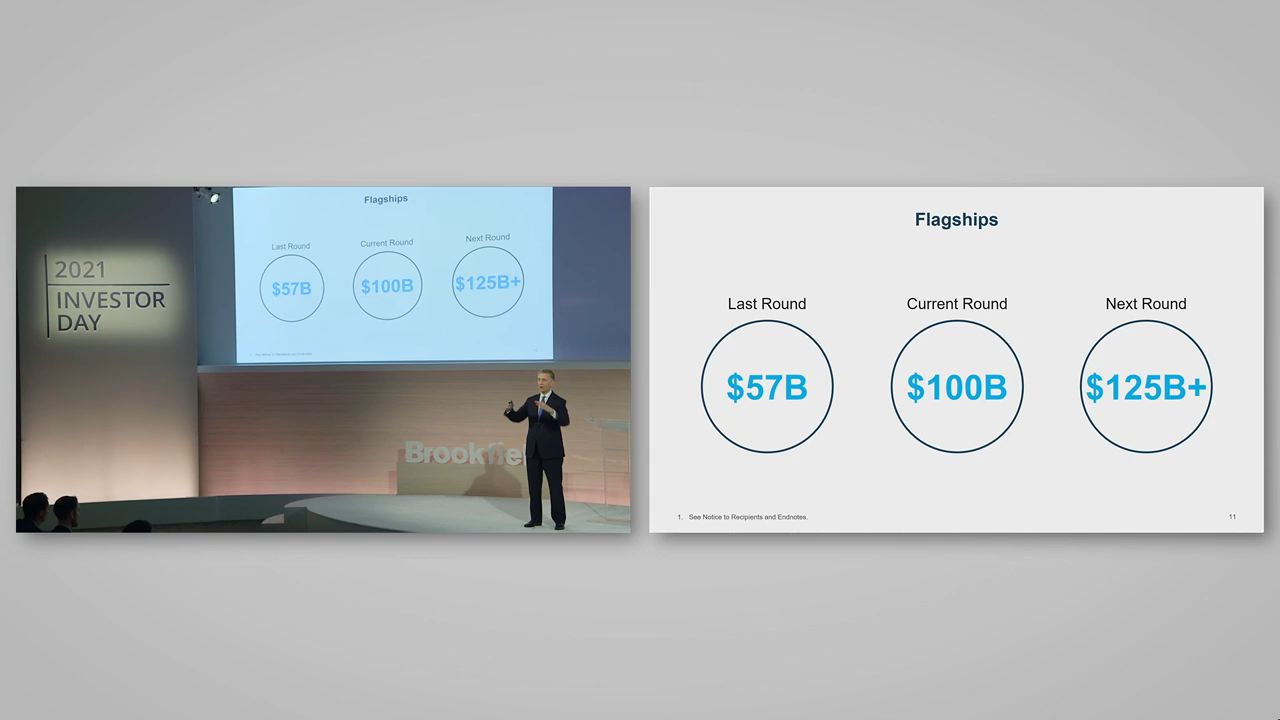 2021
INVESTOR
DAY
Flagships
Last Round
Current Round
Next Round
$57B
$100B
$125B+
Brookfie
Flagships
Last Round
Current Round
Next Round
$57B
$100B
$125B+
1. See Notice to Recipients and Endnotes.
11